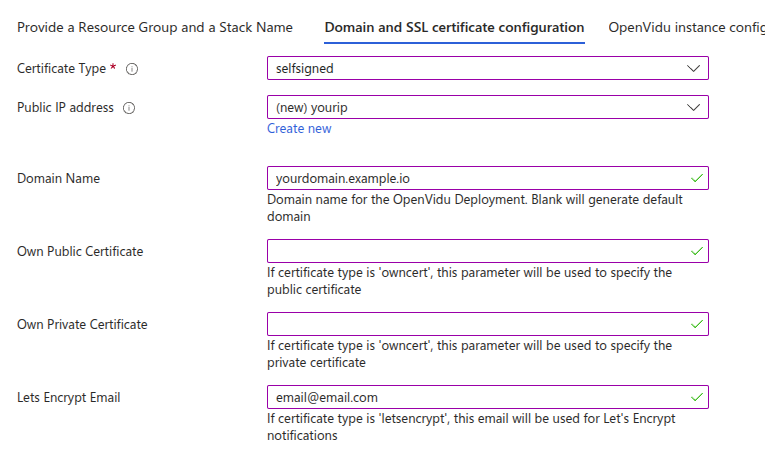 Provide a Resource Group and a Stack Name Domain and SSL certificate configuration OpenVidu instance config
Certificate Type * selfsigned
Public IP address (new) yourip
Create new
Domain Name yourdomain.example.io
Domain name for the OpenVidu Deployment. Blank will generate default
domain
Own Public Certificate
If certificate type is 'owncert', this parameter will be used to specify the
public certificate
Own Private Certificate
If certificate type is 'owncert', this parameter will be used to specify the
private certificate
Lets Encrypt Email email@email.com
If certificate type is 'letsencrypt', this email will be used for Let's Encrypt
notifications